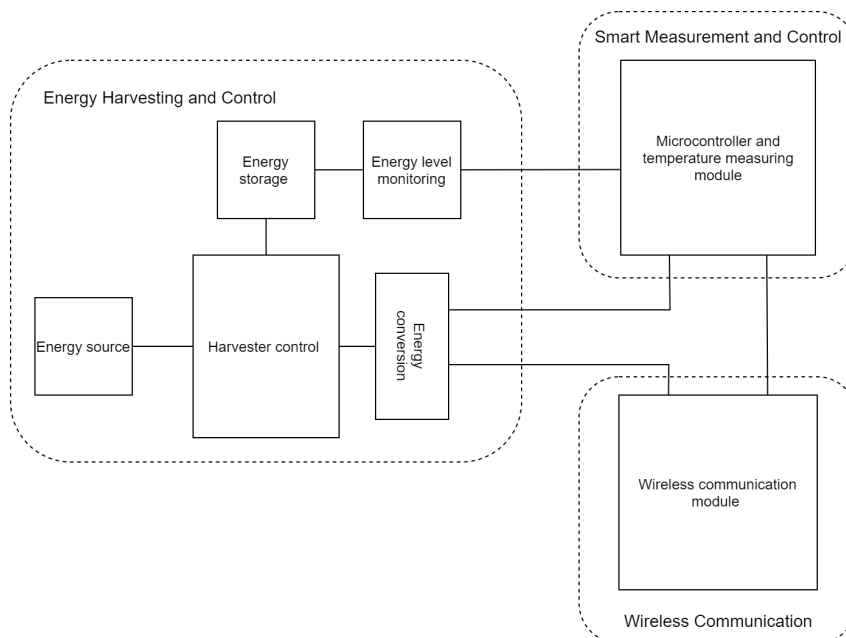 Smart Measurement and Control
Energy Harvesting and Control
Microcontroller and
temperature measuring
module
Energy
storage
Energy level
monitoring
Energy source
Harvester control
Energy
conversion
Wireless communication
module
Wireless Communication